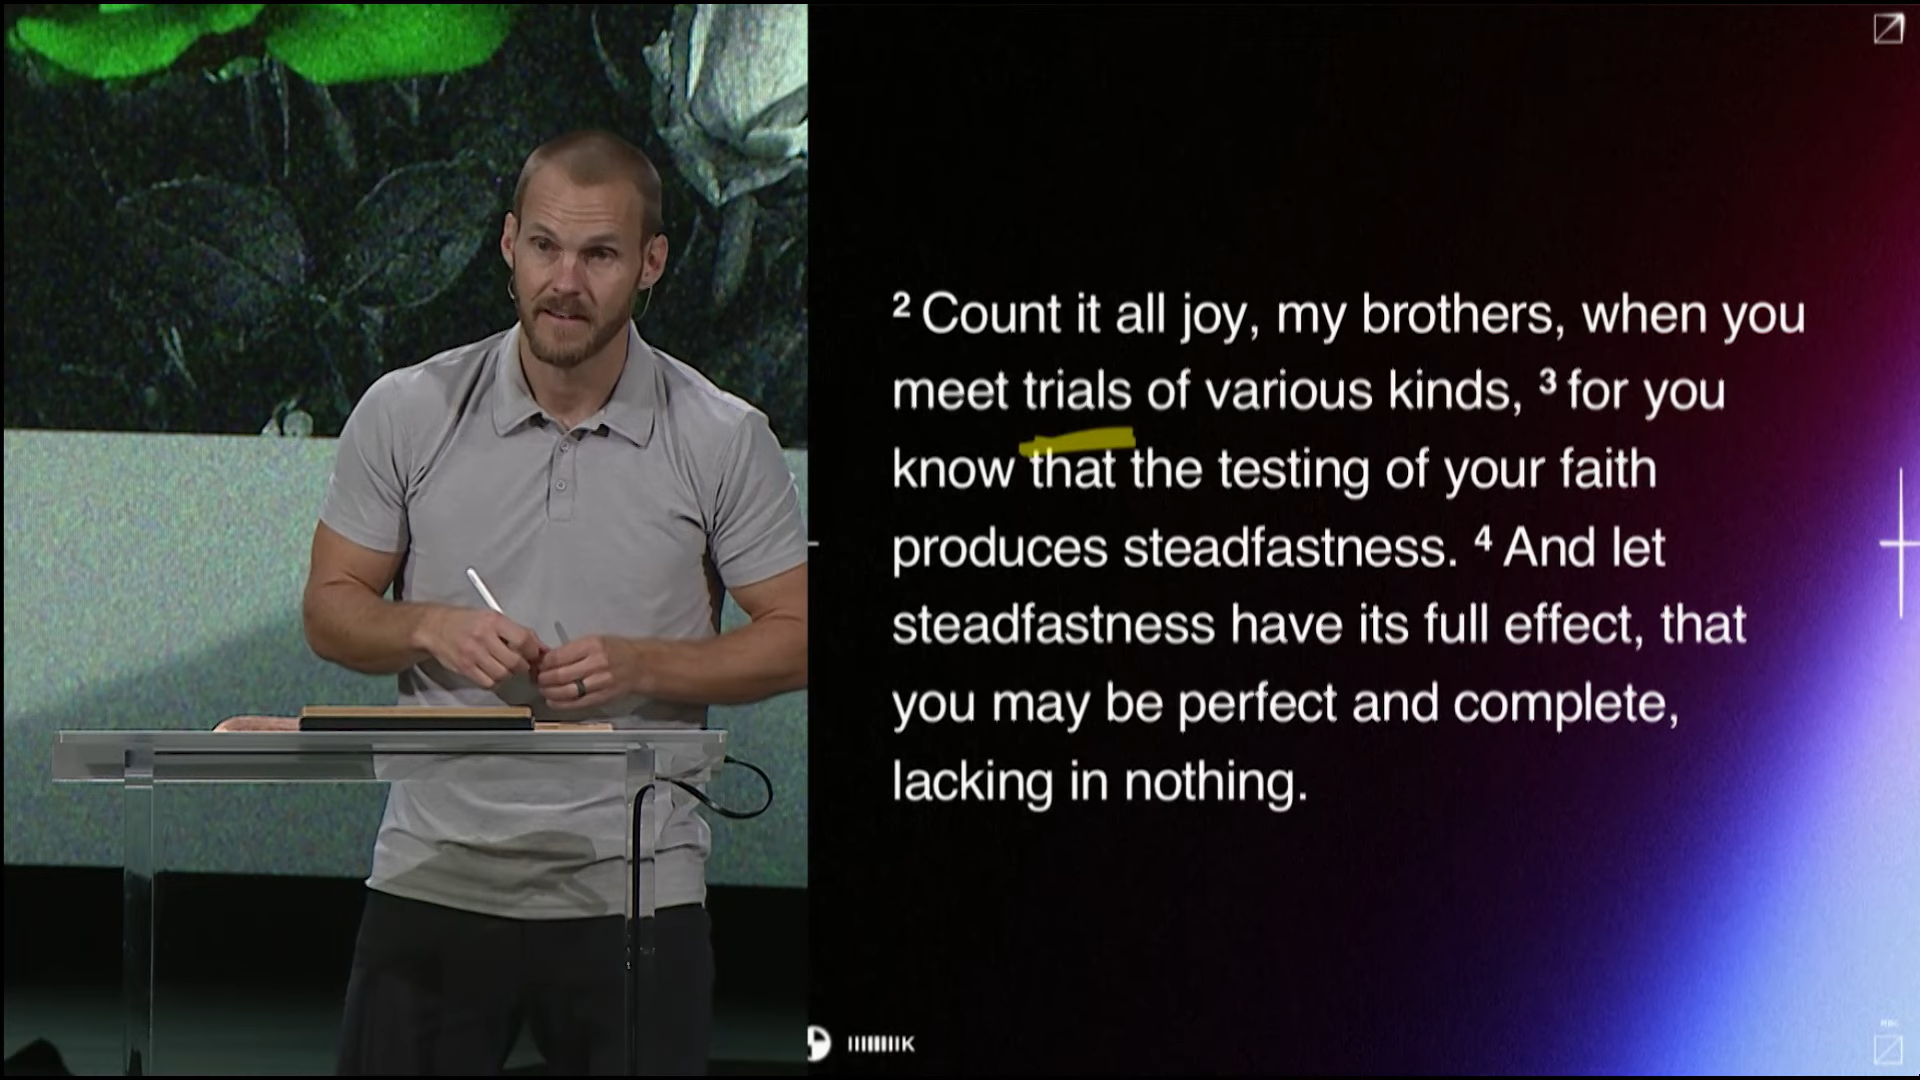 ² Count it all joy, my brothers, when you
meet trials of various kinds, ³ for you
know that the testing of your faith
produces steadfastness. ⁴ And let
steadfastness have its full effect, that
you may be perfect and complete,
lacking in nothing.